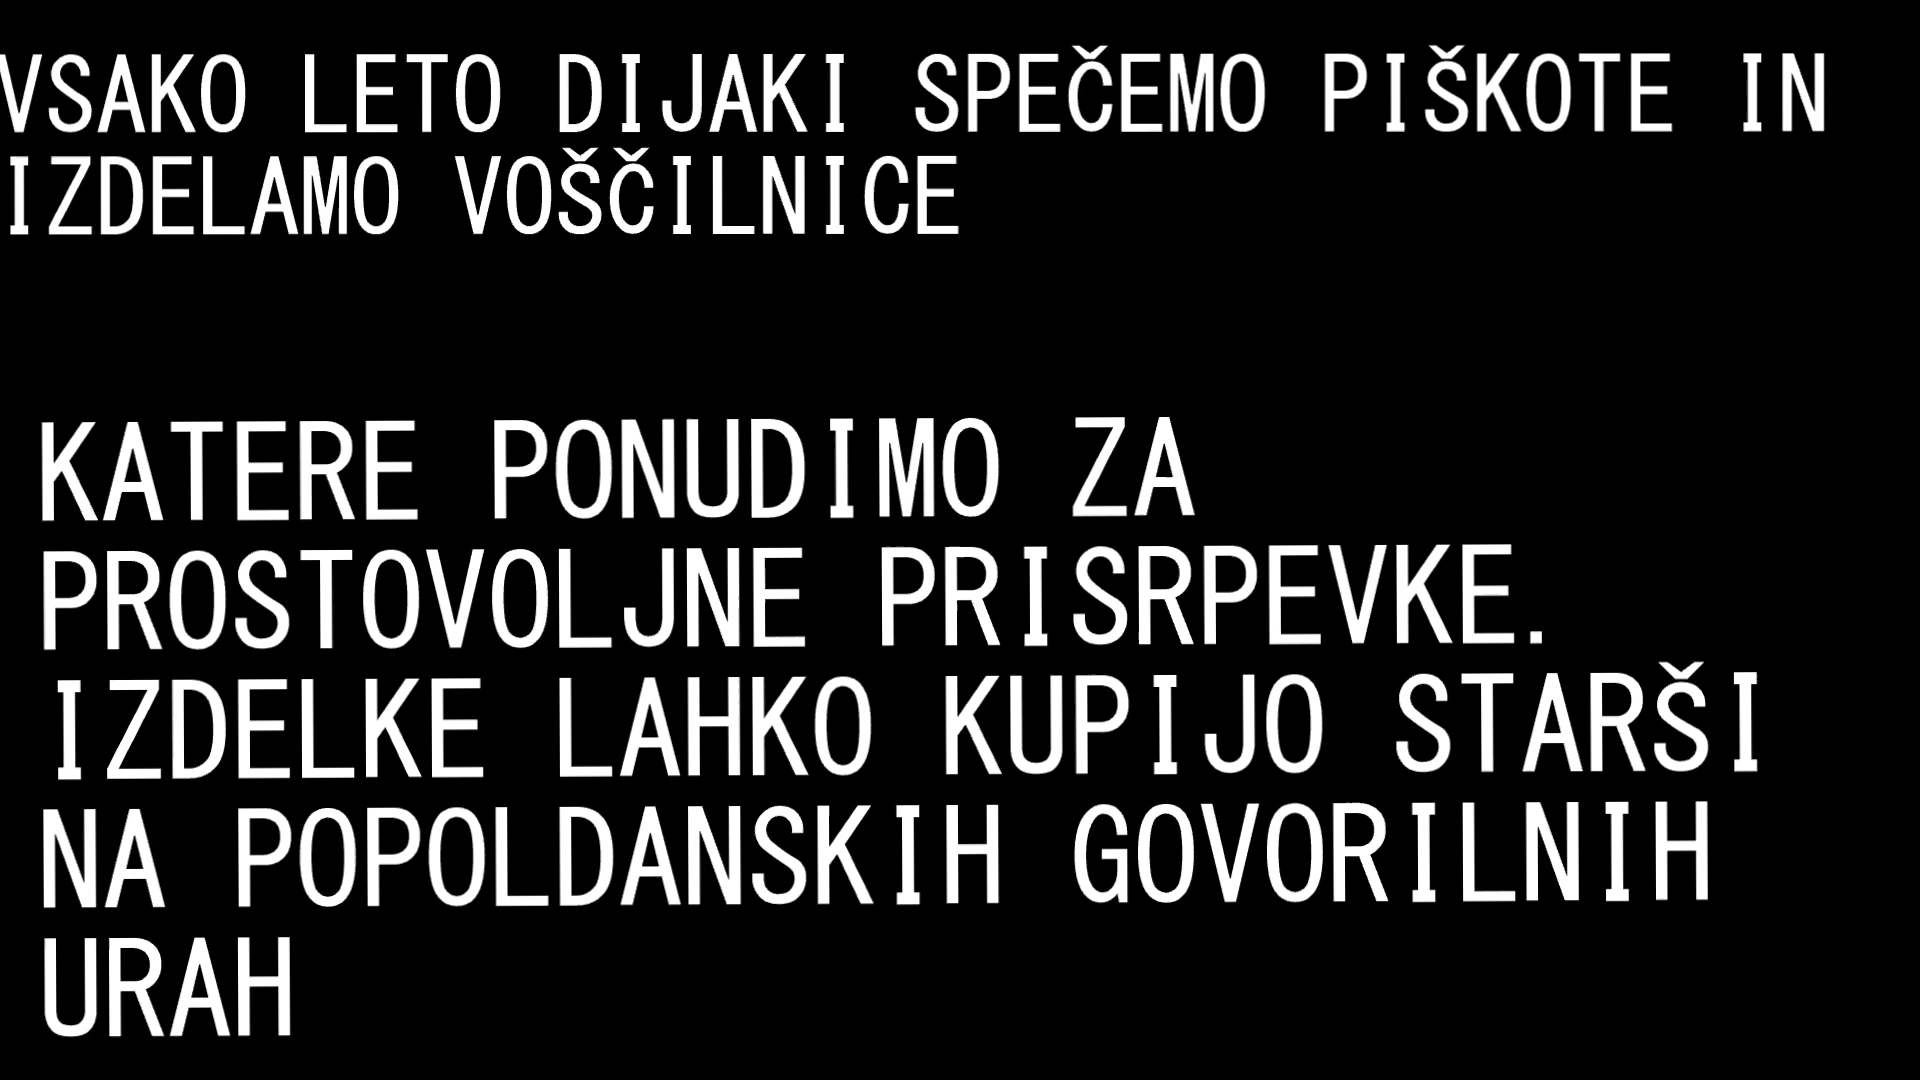 VSAKO LETO DIJAKI SPEČEMO PIŠKOTE IN
IZDELAMO VOŠČILNICE
KATERE PONUDIMO ZA
PROSTOVOLJNE PRISRPEVKE.
IZDELKE LAHKO KUPIJO STARŠI
NA POPOLDANSKIH GOVORILNIH
URAH